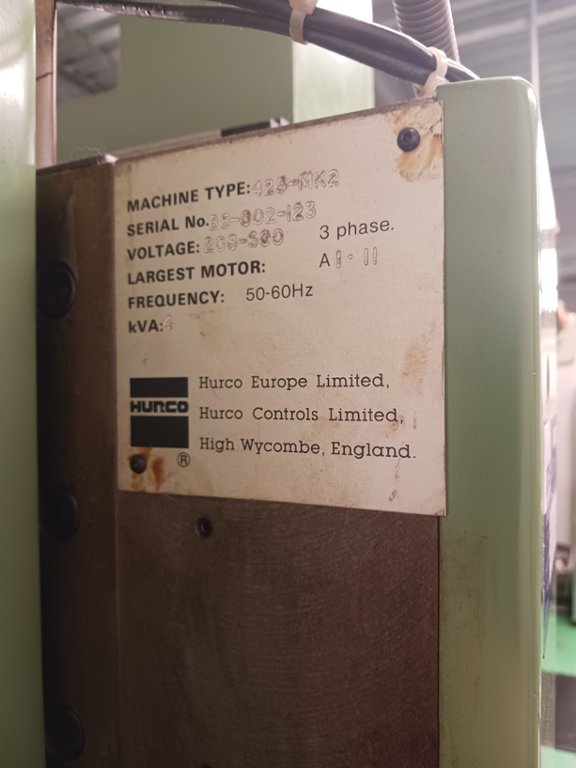 MACHINE TYPE:
SERIAL No.
VOLTAGE: 3 phase.
LARGEST MOTOR: A
FREQUENCY: 50-60Hz
kVA:4
HURCO
Hurco Europe Limited,
Hurco Controls Limited,
High Wycombe, England.
®